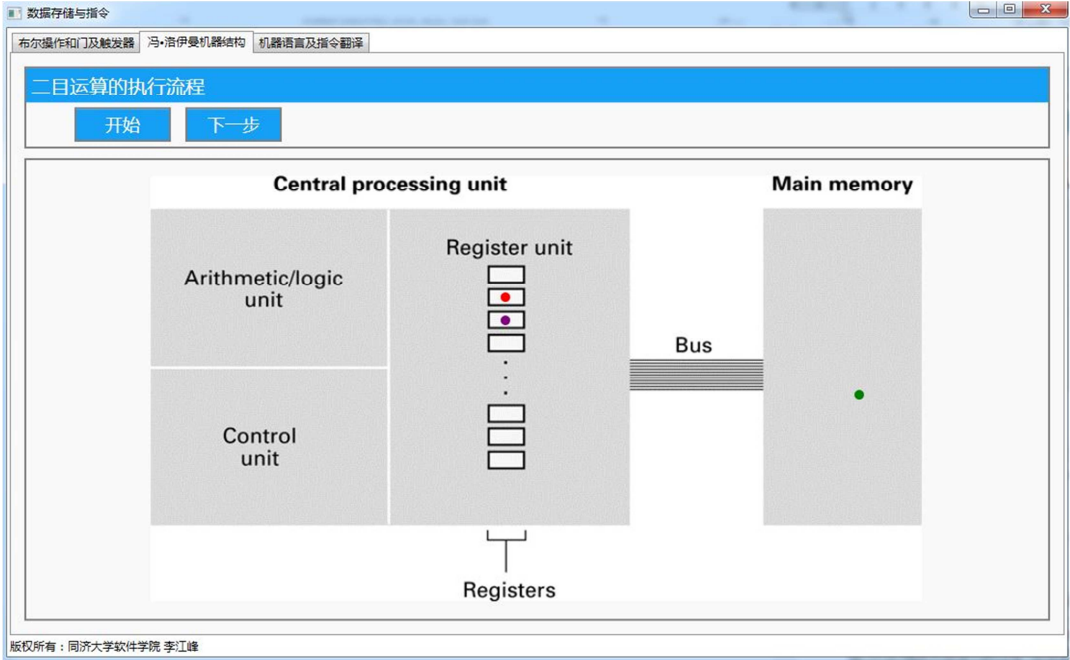 数据存储与指令
布尔操作和门及触发器 冯•洛伊曼机器结构 机器语言及指令翻译
二目运算的执行流程
开始 下一步
Central processing unit Main memory
Register unit
Arithmetic/logic
unit
Bus
Control
unit
Registers
版权所有：同济大学软件学院 李江峰